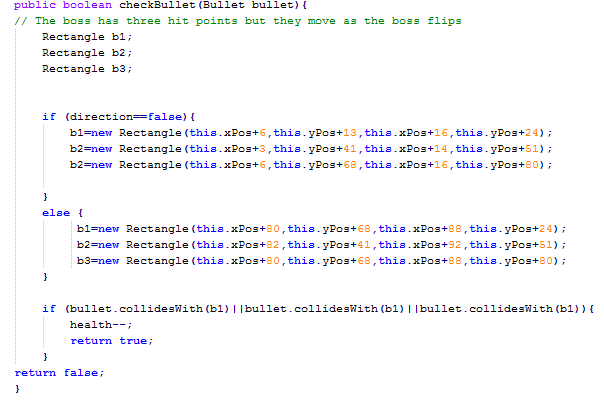 public boolean checkBullet(Bullet bullet){
// The boss has three hit points but they move as the boss flips
Rectangle b1;
Rectangle b2;
Rectangle b3;
if (direction==false){
b1=new Rectangle(this.xPos+6,this.yPos+13,this.xPos+16,this.yPos+24);
b2=new Rectangle(this.xPos+3,this.yPos+41,this.xPos+14,this.yPos+51);
b2=new Rectangle(this.xPos+6,this.yPos+68,this.xPos+16,this.yPos+80);
}
else {
b1=new Rectangle(this.xPos+80,this.yPos+68,this.xPos+88,this.yPos+24);
b2=new Rectangle(this.xPos+82,this.yPos+41,this.xPos+92,this.yPos+51);
b3=new Rectangle(this.xPos+80,this.yPos+68,this.xPos+88,this.yPos+80);
}
if (bullet.collidesWith(b1)||bullet.collidesWith(b1)||bullet.collidesWith(b1)){
health--;
return true;
}
return false;
}